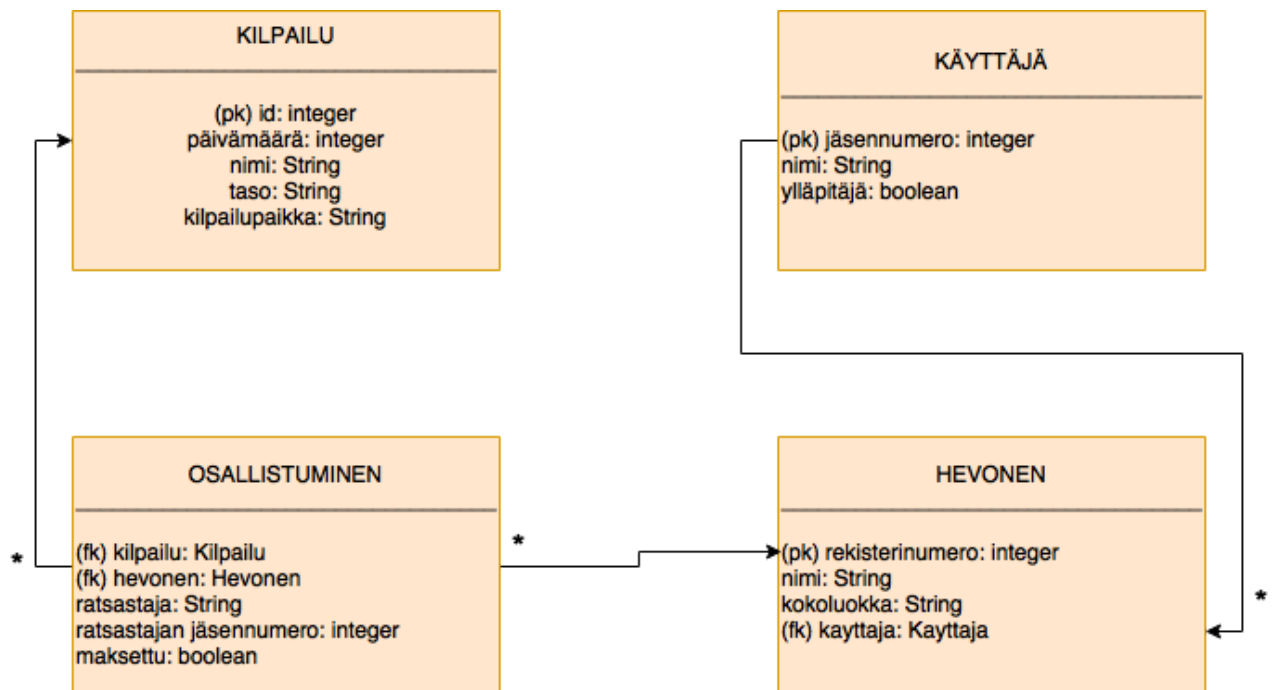 KILPAILU
(pk) id: integer
päivämäärä: integer
nimi: String
taso: String
kilpailupaikka: String
KÄYTTÄJÄ
(pk) jäsennumero: integer
nimi: String
ylläpitäjä: boolean
OSALLISTUMINEN
(fk) kilpailu: Kilpailu
(fk) hevonen: Hevonen
ratsastaja: String
ratsastajan jäsennumero: integer
maksettu: boolean
*
*
HEVONEN
(pk) rekisterinumero: integer
nimi: String
kokoluokka: String
(fk) kayttaja: Kayttaja
*